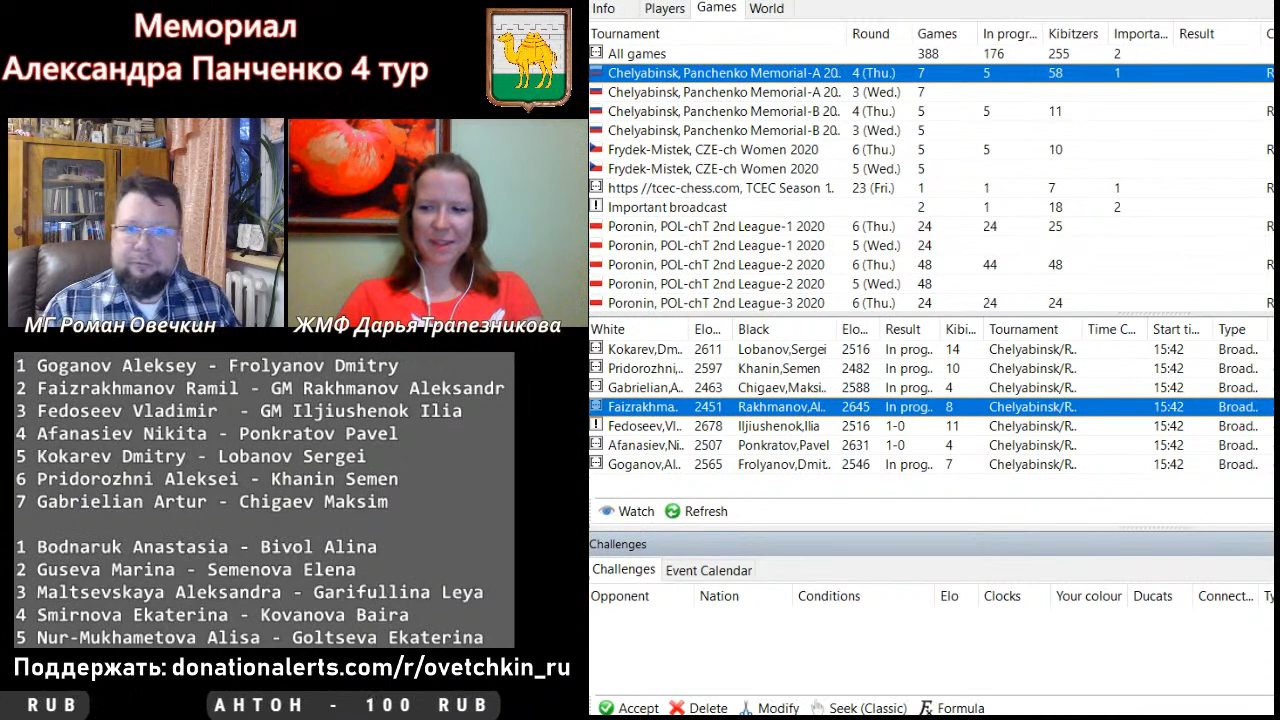 Мемориал
Александра Панченко 4 тур
МГ Роман Овечкин
ЖМФ Дарья Трапезникова
1 Goganov Aleksey - Frolyanov Dmitry
2 Faizrakhmanov Ramil - GM Rakhmanov Aleksandr
3 Fedoseev Vladimir - GM Iljiushenok Ilia
4 Afanasiev Nikita - Ponkratov Pavel
5 Kokarev Dmitry - Lobanov Sergei
6 Pridorozhni Aleksei - Khanin Semen
7 Gabrielian Artur - Chigaev Maksim
1 Bodnaruk Anastasia - Bivol Alina
2 Guseva Marina - Semenova Elena
3 Maltsevskaya Aleksandra - Garifullina Leya
4 Smirnova Ekaterina - Kovanova Baira
5 Nur-Mukhametova Alisa - Goltseva Ekaterina
Поддержать: donationalerts.com/r/ovetchkin_ru
RUB АНТОН - 100 RUB
Info Players Games World
Tournament Round Games In progr... Kibitzers Importa... Result C
All games 388 176 255 2
Chelyabinsk, Panchenko Memorial-A 20.. 4 (Thu.) 7 5 58 1 R
Chelyabinsk, Panchenko Memorial-A 20.. 3 (Wed.) 7
Chelyabinsk, Panchenko Memorial-B 20.. 4 (Thu.) 5 5 11 R
Chelyabinsk, Panchenko Memorial-B 20.. 3 (Wed.) 5
Frydek-Mistek, CZE-ch Women 2020 6 (Thu.) 5 5 10 R
Frydek-Mistek, CZE-ch Women 2020 5 (Wed.) 5
https://tcec-chess.com, TCEC Season 1.. 23 (Fri.) 1 1 7 1 R
Important broadcast 2 1 18 2
Poronin, POL-chT 2nd League-1 2020 6 (Thu.) 24 24 25 R
Poronin, POL-chT 2nd League-1 2020 5 (Wed.) 24
Poronin, POL-chT 2nd League-2 2020 6 (Thu.) 48 44 48 R
Poronin, POL-chT 2nd League-2 2020 5 (Wed.) 48
Poronin, POL-chT 2nd League-3 2020 6 (Thu.) 24 24 24 R
White Elo... Black Elo... Result Kibi... Tournament Time C... Start ti... Type
Kokarev,Dm.. 2611 Lobanov,Sergei 2516 In prog.. 14 Chelyabinsk/R.. 15:42 Broad..
Pridorozhni,.. 2597 Khanin,Semen 2482 In prog.. 10 Chelyabinsk/R.. 15:42 Broad..
Gabrielian,A... 2463 Chigaev,Maksi... 2588 In prog.. 4 Chelyabinsk/R.. 15:42 Broad..
Faizrakhma.. 2451 Rakhmanov,Al.. 2645 In prog.. 8 Chelyabinsk/R.. 15:42 Broad..
Fedoseev,Vl.. 2678 Iljiushenok,Ilia 2516 1-0 11 Chelyabinsk/R.. 15:42 Broad..
Afanasiev,Ni.. 2507 Ponkratov,Pavel 2631 1-0 4 Chelyabinsk/R.. 15:42 Broad..
Goganov,Al.. 2565 Frolyanov,Dmit.. 2546 In prog.. 7 Chelyabinsk/R.. 15:42 Broad..
Watch Refresh
Challenges
Challenges Event Calendar
Opponent Nation Conditions Elo Clocks Your colour Ducats Connect... Ty
Accept Delete Modify Seek (Classic) Formula